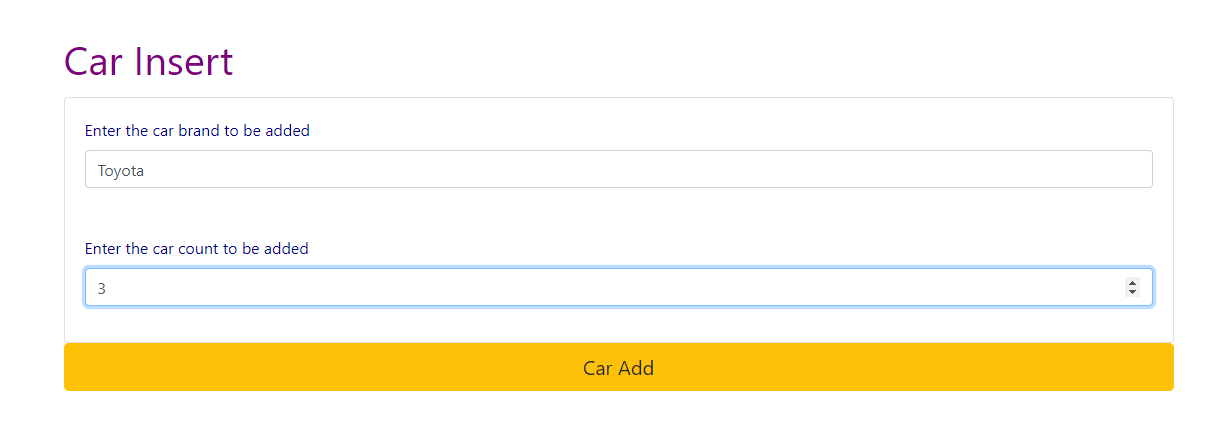 Car Insert
Enter the car brand to be added
Toyota
Enter the car count to be added
3
Car Add